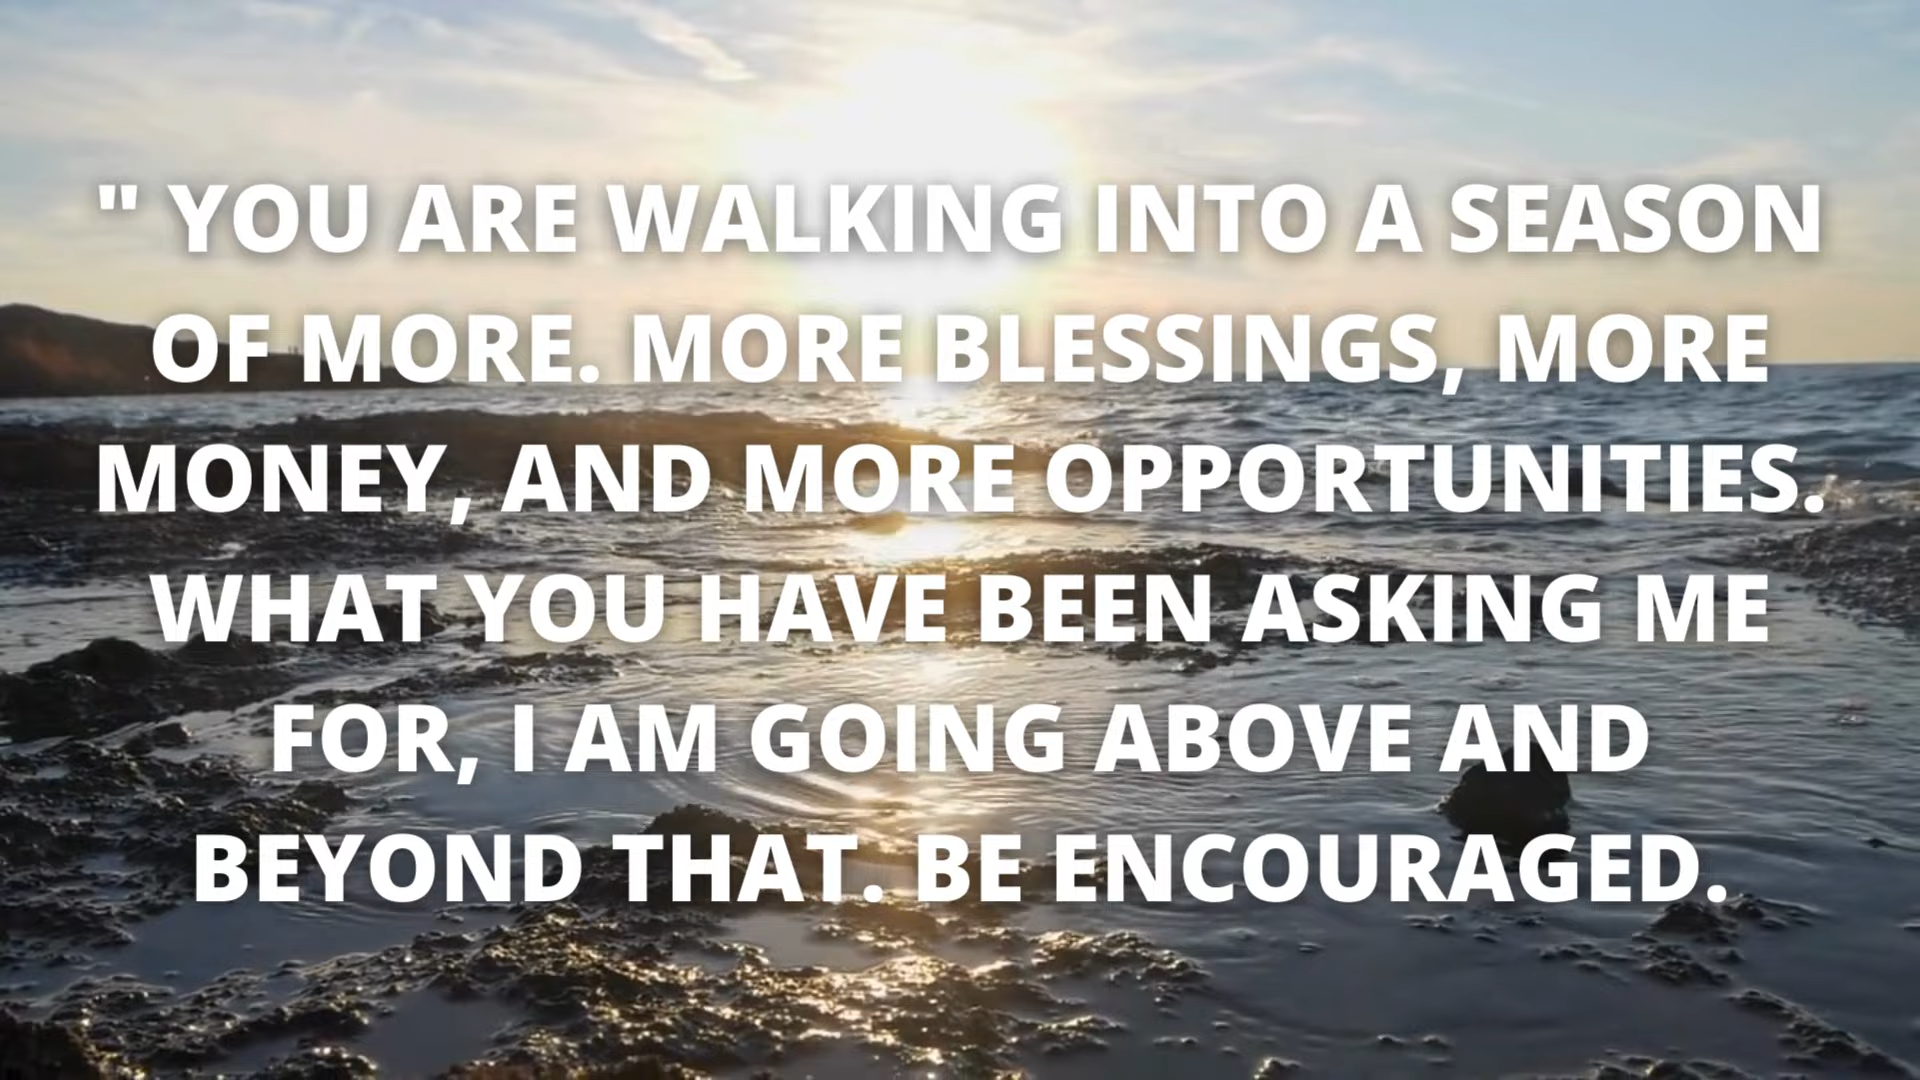 " YOU ARE WALKING INTO A SEASON
OF MORE. MORE BLESSINGS, MORE
MONEY, AND MORE OPPORTUNITIES.
WHAT YOU HAVE BEEN ASKING ME
FOR, I AM GOING ABOVE AND
BEYOND THAT. BE ENCOURAGED.